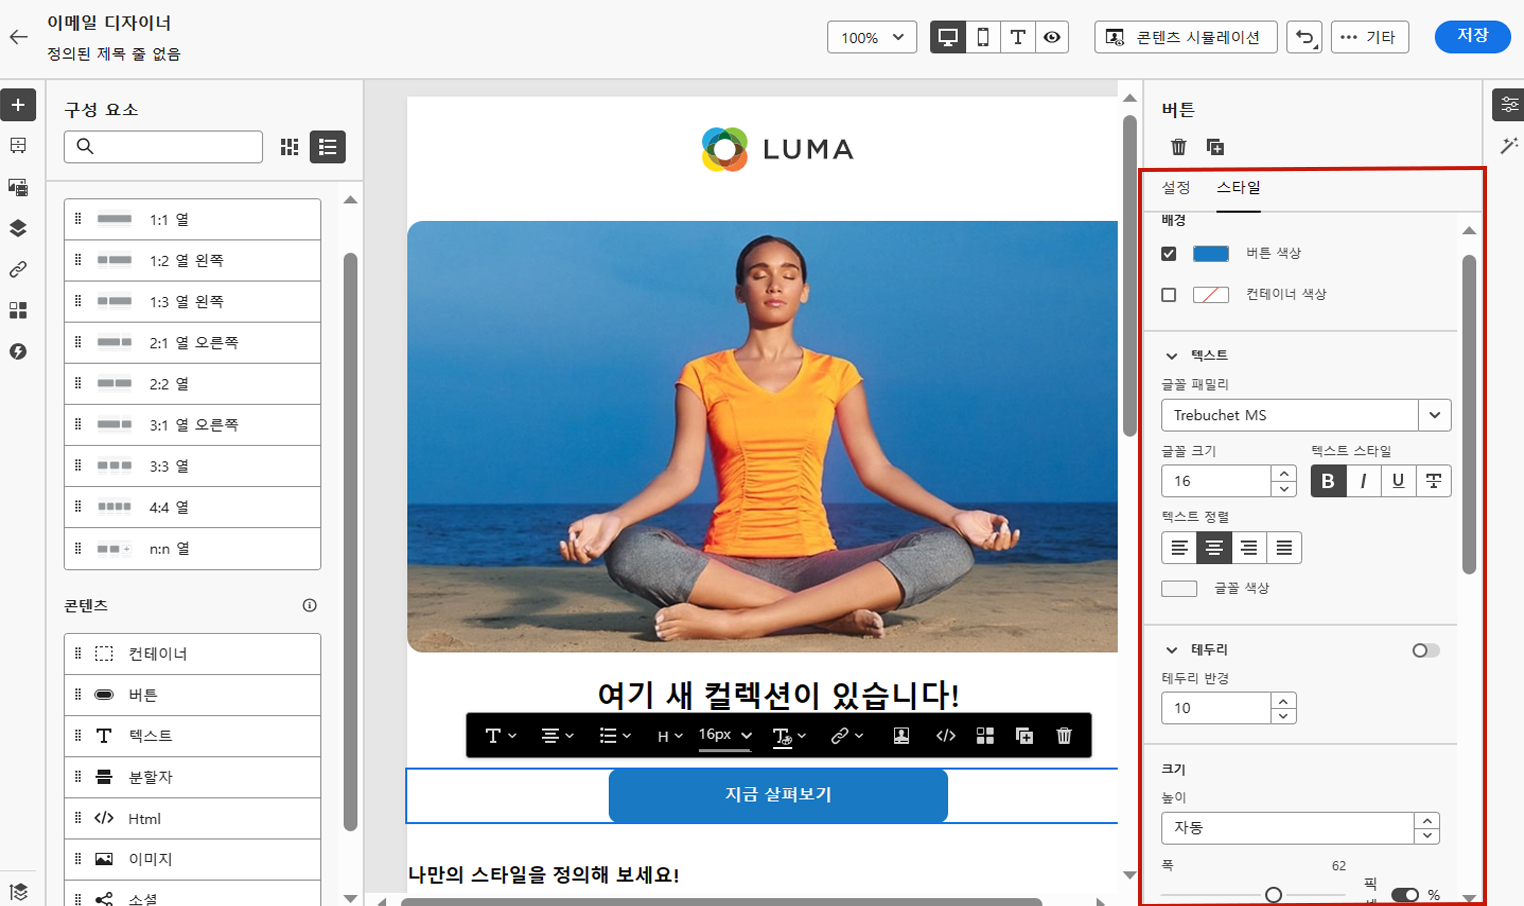 이메일 디자이너
정의된 제목 줄 없음
100%
콘텐츠 시뮬레이션
기타
저장
구성 요소
1:1 열
1:2 열 왼쪽
1:3 열 왼쪽
2:1 열 오른쪽
2:2 열
3:1 열 오른쪽
3:3 열
4:4 열
n:n 열
콘텐츠
컨테이너
버튼
텍스트
분할자
Html
이미지
소셜
LUMA
여기 새 컬렉션이 있습니다!
H 16px
지금 살펴보기
나만의 스타일을 정의해 보세요!
버튼
설정 스타일
배경
버튼 색상
컨테이너 색상
텍스트
글꼴 패밀리
Trebuchet MS
글꼴 크기 텍스트 스타일
16 B I U T
텍스트 정렬
글꼴 색상
테두리
테두리 반경
10
크기
높이
자동
폭 62
픽 %